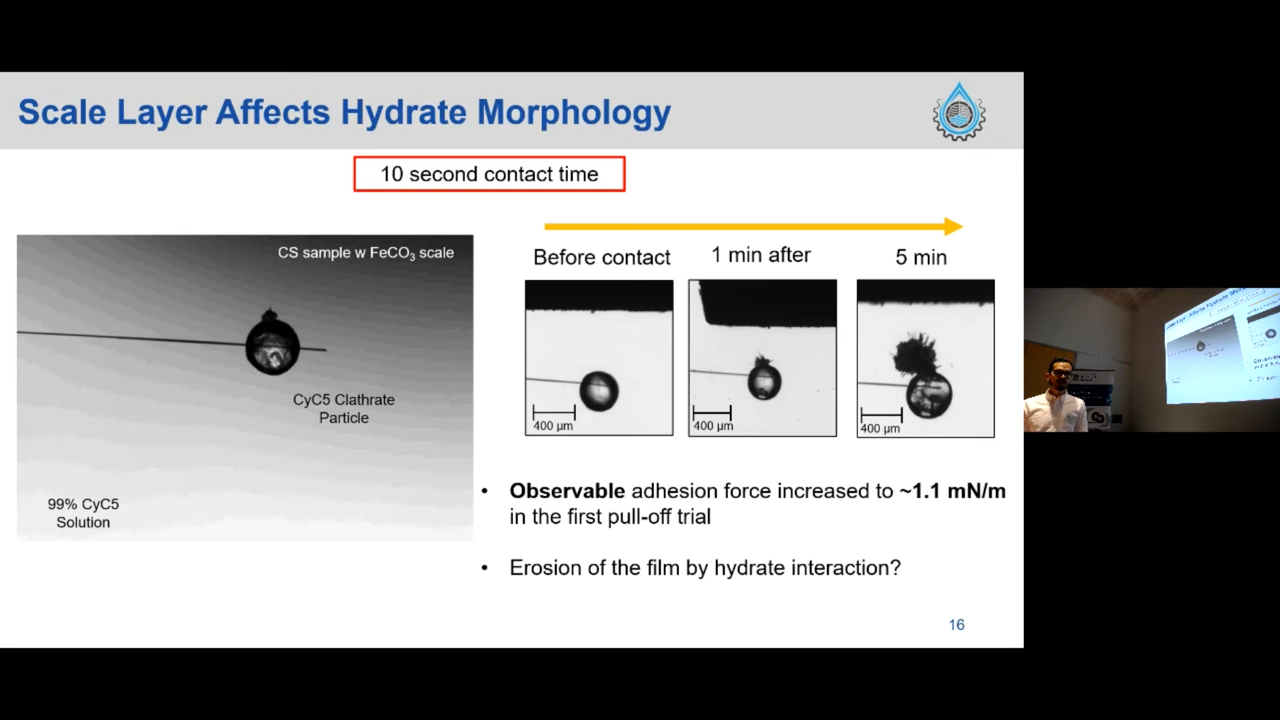 Scale Layer Affects Hydrate Morphology
10 second contact time
CS sample w FeCO₃ scale
CyC5 Clathrate
Particle
99% CyC5
Solution
Before contact
1 min after
5 min
400 µm
400 µm
400 µm
• Observable adhesion force increased to ~1.1 mN/m
in the first pull-off trial
• Erosion of the film by hydrate interaction?
16